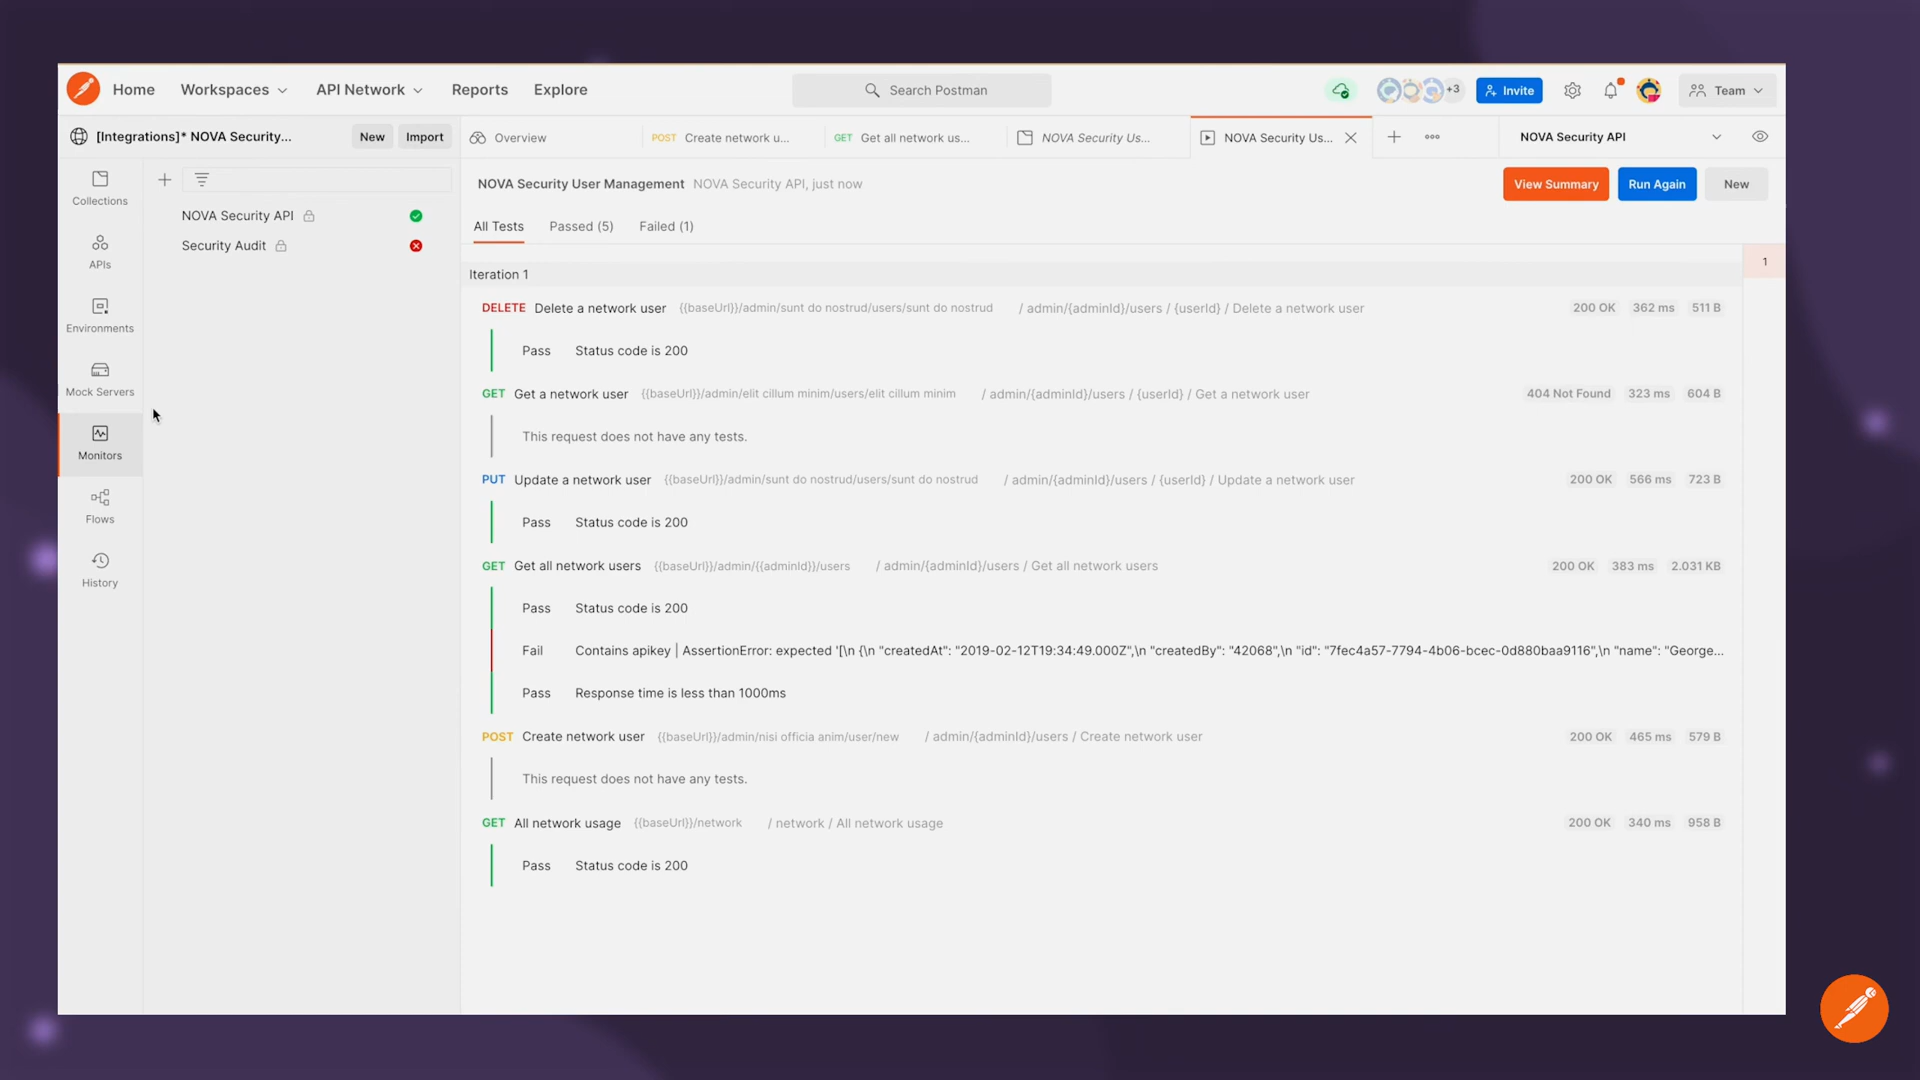 Home Workspaces API Network Reports Explore Search Postman +3 Invite Team
[Integrations]* NOVA Security... New Import Overview POST Create network u... GET Get all network us... NOVA Security Us... NOVA Security Us... NOVA Security API
Collections
APIs
Environments
Mock Servers
Monitors
Flows
History
NOVA Security API
Security Audit
NOVA Security User Management NOVA Security API, just now View Summary Run Again New
All Tests Passed (5) Failed (1)
1
Iteration 1
DELETE Delete a network user {{baseUrl}}/admin/sunt do nostrud/users/sunt do nostrud / admin/{adminId}/users / {userId} / Delete a network user 200 OK 362 ms 511 B
Pass Status code is 200
GET Get a network user {{baseUrl}}/admin/elit cillum minim/users/elit cillum minim / admin/{adminId}/users / {userId} / Get a network user 404 Not Found 323 ms 604 B
This request does not have any tests.
PUT Update a network user {{baseUrl}}/admin/sunt do nostrud/users/sunt do nostrud / admin/{adminId}/users / {userId} / Update a network user 200 OK 566 ms 723 B
Pass Status code is 200
GET Get all network users {{baseUrl}}/admin/{{adminId}}/users / admin/{adminId}/users / Get all network users 200 OK 383 ms 2.031 KB
Pass Status code is 200
Fail Contains apikey | AssertionError: expected '[\n {\n "createdAt": "2019-02-12T19:34:49.000Z",\n "createdBy": "42068",\n "id": "7fec4a57-7794-4b06-bcec-0d880baa9116",\n "name": "George...
Pass Response time is less than 1000ms
POST Create network user {{baseUrl}}/admin/nisi officia anim/user/new / admin/{adminId}/users / Create network user 200 OK 465 ms 579 B
This request does not have any tests.
GET All network usage {{baseUrl}}/network / network / All network usage 200 OK 340 ms 958 B
Pass Status code is 200